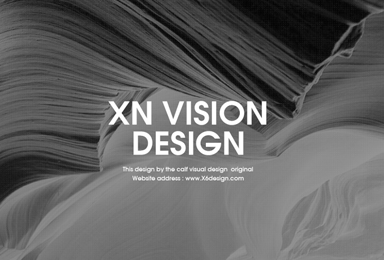 XN VISION
DESIGN
This design by the calf visual design original
Website address : www.X6design.com